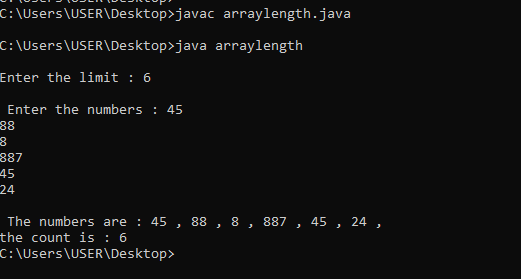 C:\Users\USER\Desktop>javac arraylength.java
C:\Users\USER\Desktop>java arraylength
Enter the limit : 6
Enter the numbers : 45
88
8
887
45
24
The numbers are : 45 , 88 , 8 , 887 , 45 , 24 ,
the count is : 6
C:\Users\USER\Desktop>